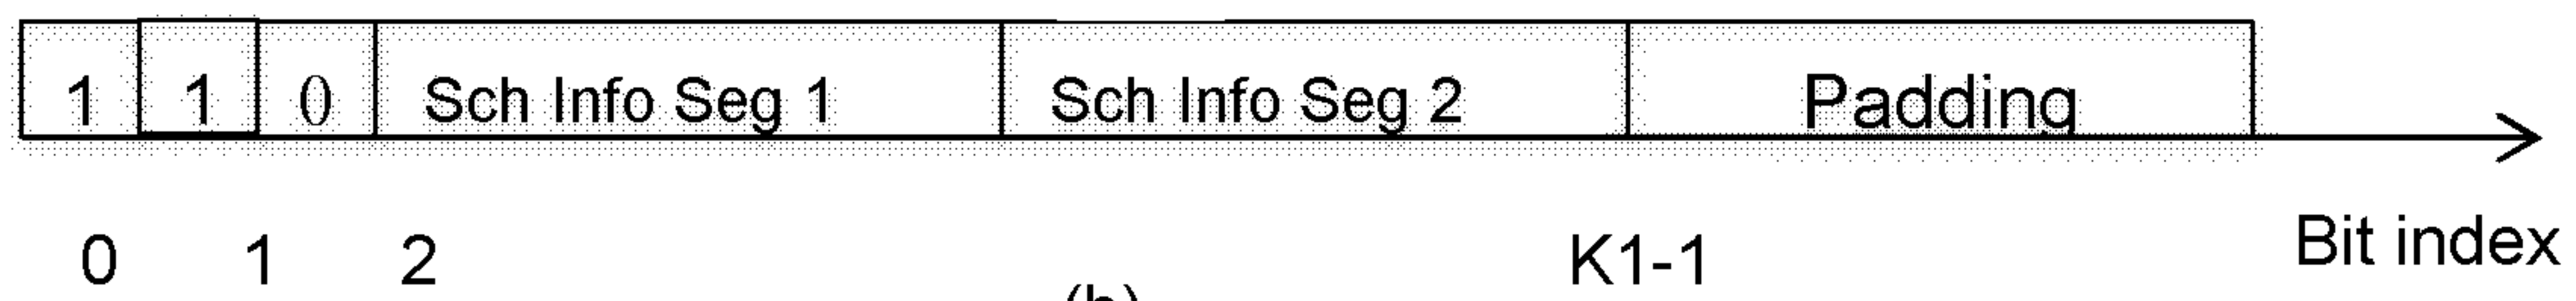 1 1 0 Sch Info Seg 1 Sch Info Seg 2 Padding
0 1 2 K1-1 Bit index